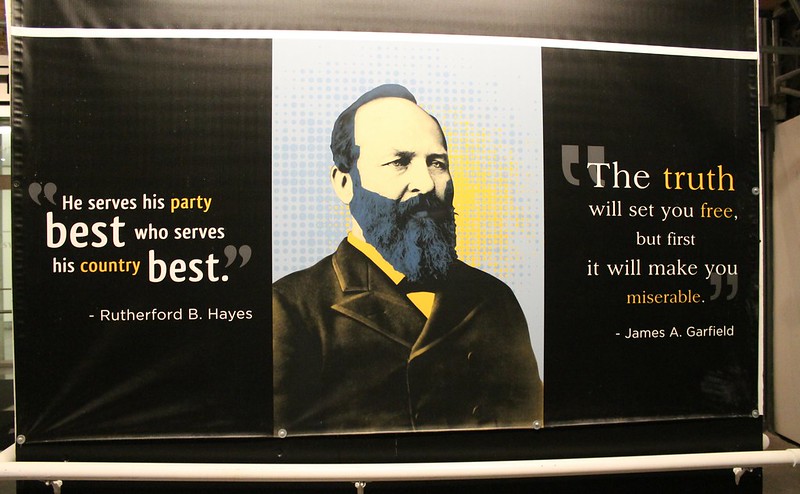 “He serves his party
best who serves
his country best.”
- Rutherford B. Hayes
“The truth
will set you free,
but first
it will make you
miserable.”
- James A. Garfield